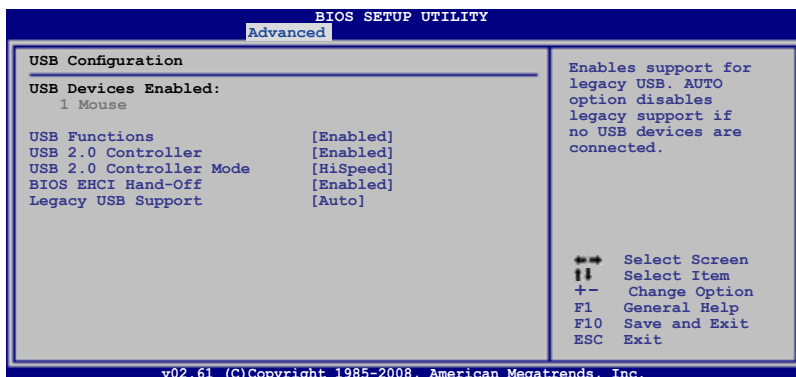 BIOS SETUP UTILITY
Advanced
USB Configuration
USB Devices Enabled:
1 Mouse
USB Functions [Enabled]
USB 2.0 Controller [Enabled]
USB 2.0 Controller Mode [HiSpeed]
BIOS EHCI Hand-Off [Enabled]
Legacy USB Support [Auto]
Enables support for
legacy USB. AUTO
option disables
legacy support if
no USB devices are
connected.
←→ Select Screen
↑↓ Select Item
+- Change Option
F1 General Help
F10 Save and Exit
ESC Exit
v02.61 (C)Copyright 1985-2008, American Megatrends, Inc.